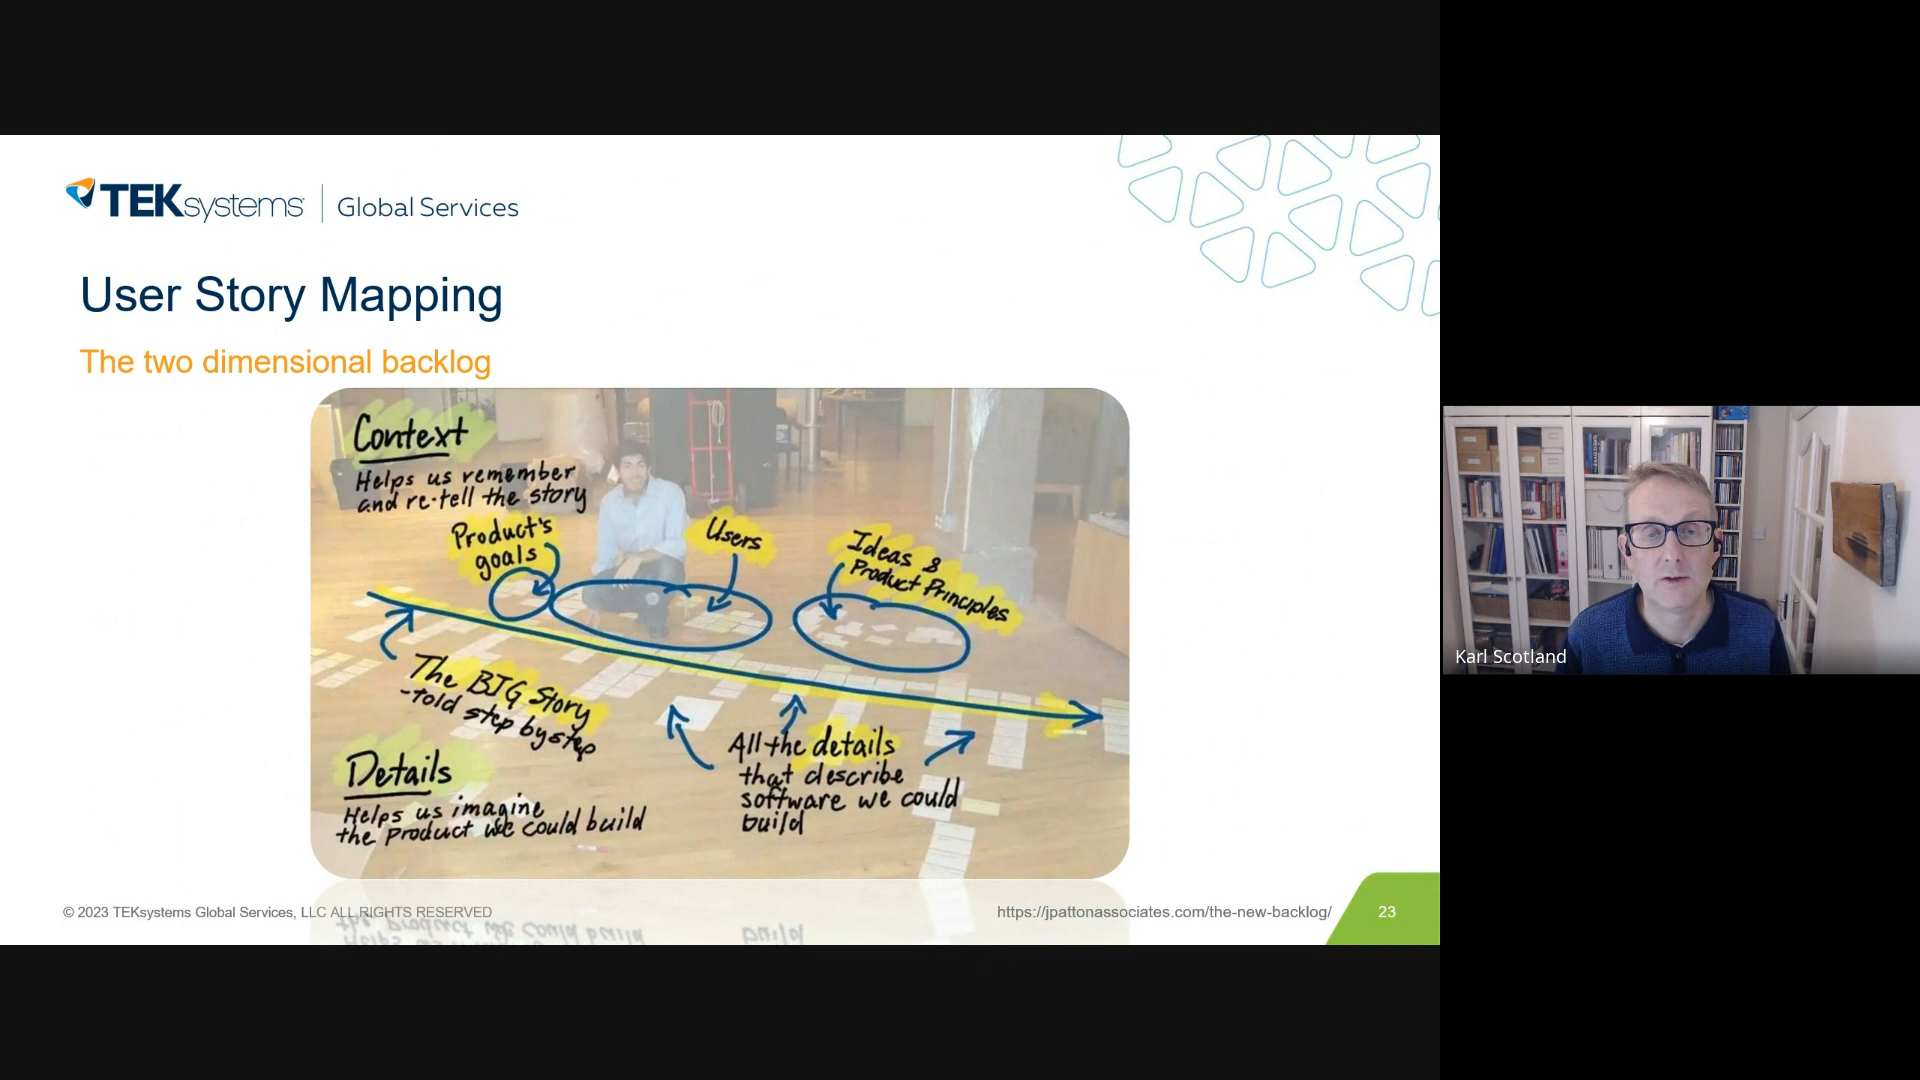 TEKsystems | Global Services
User Story Mapping
The two dimensional backlog
Context
Helps us remember
and re-tell the story
Product's
goals
Users
Ideas &
Product Principles
The BIG Story
-told step by step
Details
Helps us imagine
the Product we could build
All the details
that describe
software we could
build
© 2023 TEKsystems Global Services, LLC ALL RIGHTS RESERVED
https://jpattonassociates.com/the-new-backlog/
23
Karl Scotland